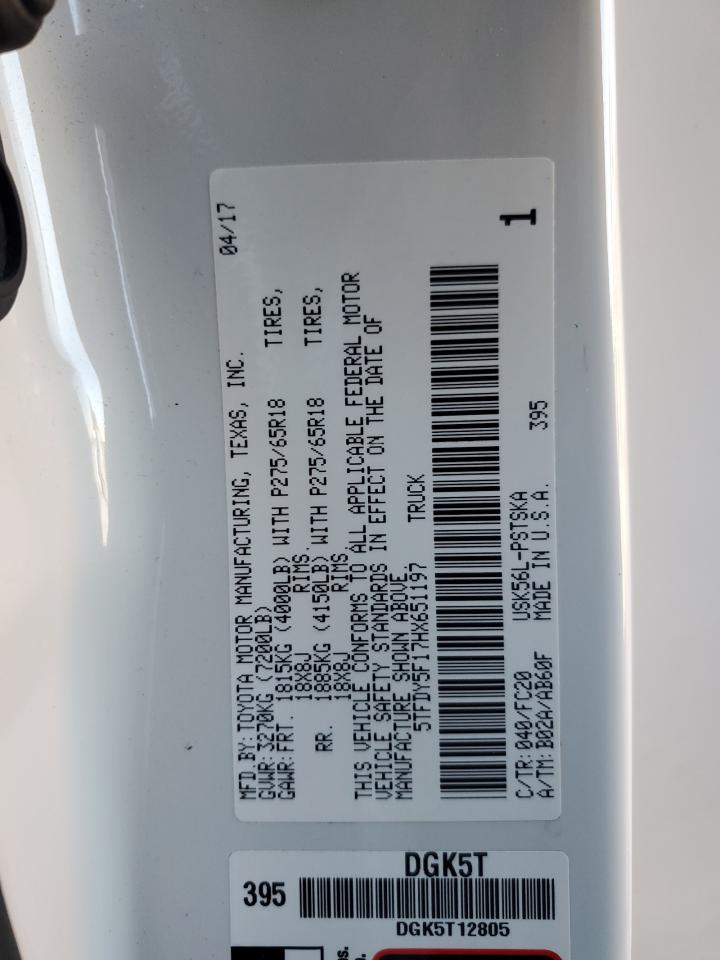 MFD.BY:TOYOTA MOTOR MANUFACTURING, TEXAS, INC. 04/17
GVWR:3270KG (7200LB)
GAWR:FRT. 1815KG (4000LB) WITH P275/65R18 TIRES,
18X8J RIMS
RR. 1885KG (4150LB) WITH P275/65R18 TIRES,
18X8J RIMS
THIS VEHICLE CONFORMS TO ALL APPLICABLE FEDERAL MOTOR
VEHICLE SAFETY STANDARDS IN EFFECT ON THE DATE OF
MANUFACTURE SHOWN ABOVE.
5TFDY5F17HX651197 TRUCK
1
C/TR:040/FC20 USK56L-PSTSKA 395
A/TM:B02A/AB60F MADE IN U.S.A.
DGK5T
395
DGK5T12805